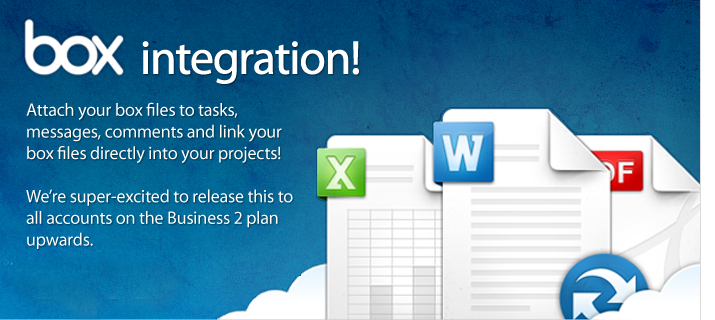 box integration!
Attach your box files to tasks,
messages, comments and link your
box files directly into your projects!
We're super-excited to release this to
all accounts on the Business 2 plan
upwards.
X
W
DF